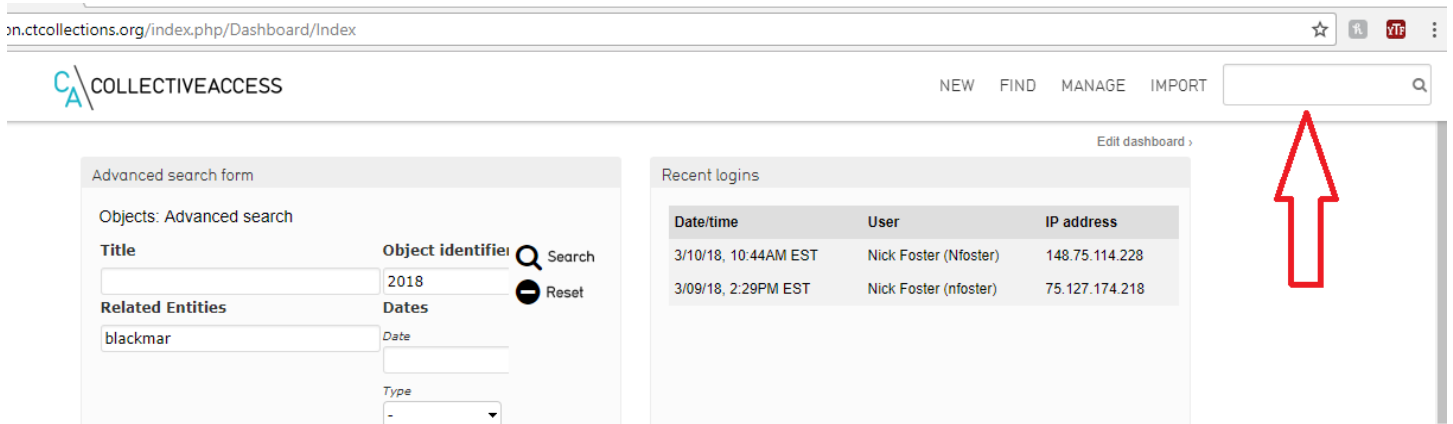 on.ctcollections.org/index.php/Dashboard/Index
YTF
CA COLLECTIVEACCESS
NEW FIND MANAGE IMPORT
Edit dashboard ›
Advanced search form
Objects: Advanced search
Title Object identifier
Search
2018
Reset
Related Entities Dates
blackmar
Date
Type
-
Recent logins
Date/time User IP address
3/10/18, 10:44AM EST Nick Foster (Nfoster) 148.75.114.228
3/09/18, 2:29PM EST Nick Foster (nfoster) 75.127.174.218